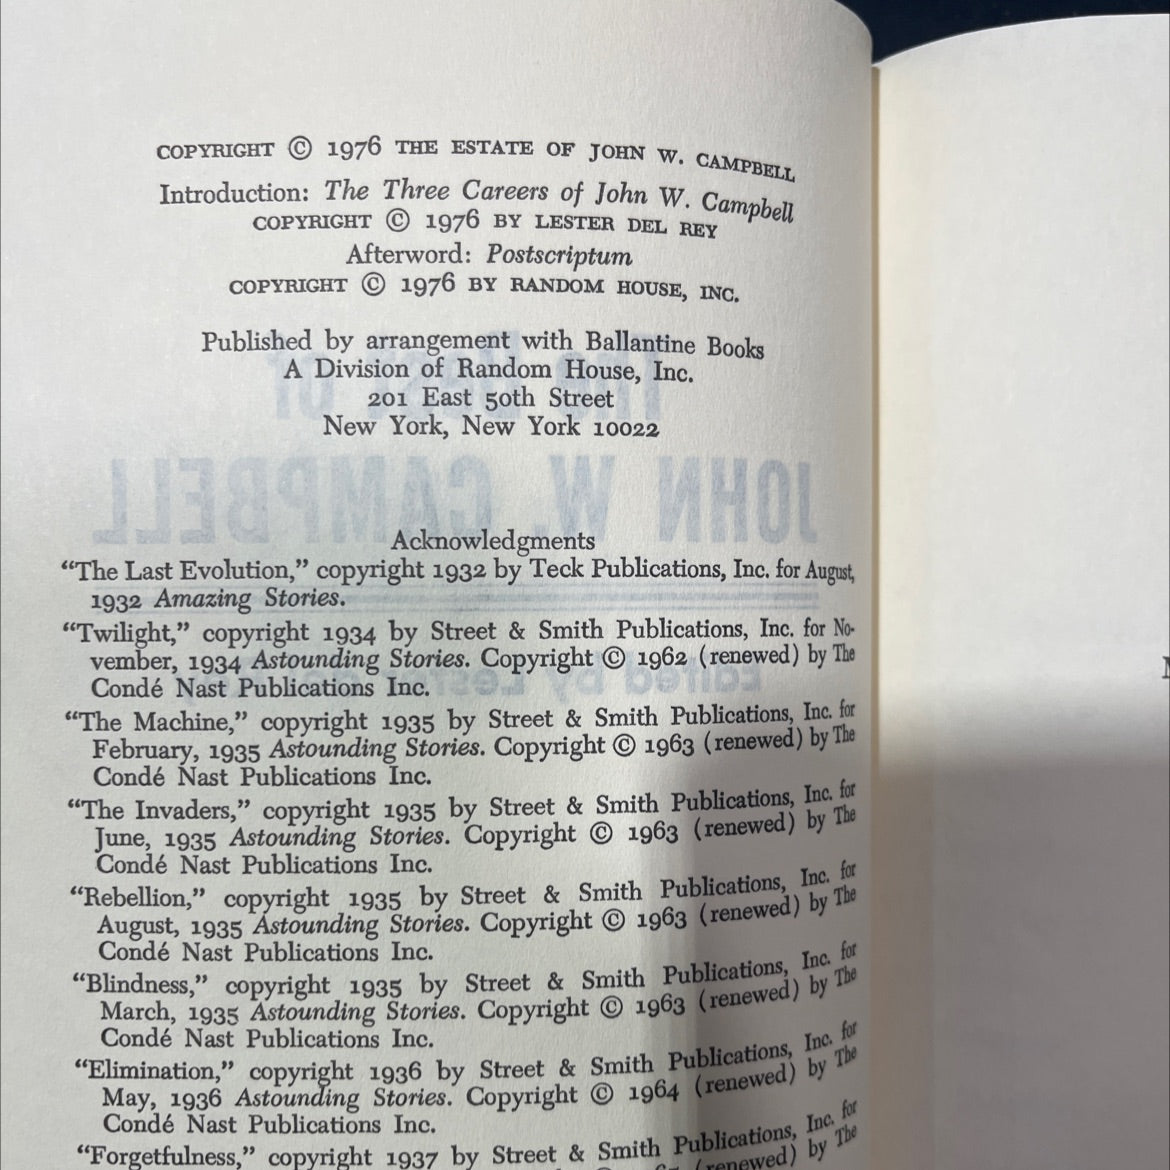 COPYRIGHT © 1976 THE ESTATE OF JOHN W. CAMPBELL
Introduction: The Three Careers of John W. Campbell
COPYRIGHT © 1976 BY LESTER DEL REY
Afterword: Postscriptum
COPYRIGHT © 1976 BY RANDOM HOUSE, INC.
Published by arrangement with Ballantine Books
A Division of Random House, Inc.
201 East 50th Street
New York, New York 10022
Acknowledgments
“The Last Evolution,” copyright 1932 by Teck Publications, Inc. for August,
1932 Amazing Stories.
“Twilight,” copyright 1934 by Street & Smith Publications, Inc. for No-
vember, 1934 Astounding Stories. Copyright © 1962 (renewed) by The
Condé Nast Publications Inc.
“The Machine,” copyright 1935 by Street & Smith Publications, Inc. for
February, 1935 Astounding Stories. Copyright © 1963 (renewed) by The
Condé Nast Publications Inc.
“The Invaders,” copyright 1935 by Street & Smith Publications, Inc. for
June, 1935 Astounding Stories. Copyright © 1963 (renewed) by The
Condé Nast Publications Inc.
“Rebellion,” copyright 1935 by Street & Smith Publications, Inc. for
August, 1935 Astounding Stories. Copyright © 1963 (renewed) by The
Condé Nast Publications Inc.
“Blindness,” copyright 1935 by Street & Smith Publications, Inc. for
March, 1935 Astounding Stories. Copyright © 1963 (renewed) by The
Condé Nast Publications Inc.
“Elimination,” copyright 1936 by Street & Smith Publications, Inc. for
May, 1936 Astounding Stories. Copyright © 1964 (renewed) by The
Condé Nast Publications Inc.
“Forgetfulness,” copyright 1937 by Street & Smith Publications, Inc. for
(renewed) by The
The Best of
JOHN W. CAMPBELL
Edited by Lester del Rey